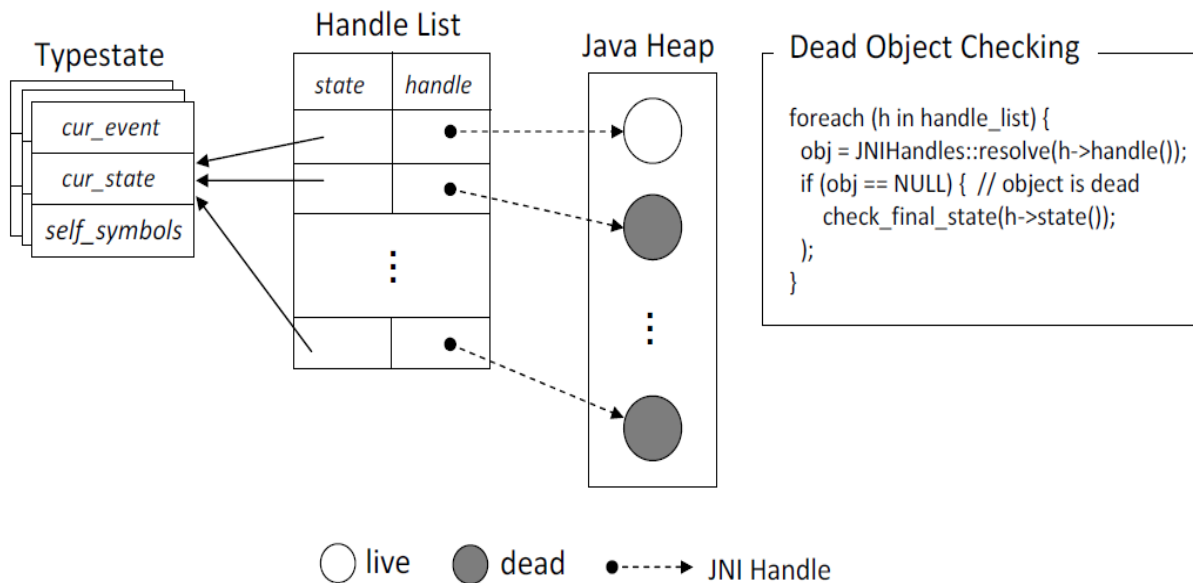 Typestate
cur_event
cur_state
self_symbols
Handle List
state handle
Java Heap
Dead Object Checking
foreach (h in handle_list) {
obj = JNIHandles::resolve(h->handle());
if (obj == NULL) { // object is dead
check_final_state(h->state());
);
}
live dead JNI Handle